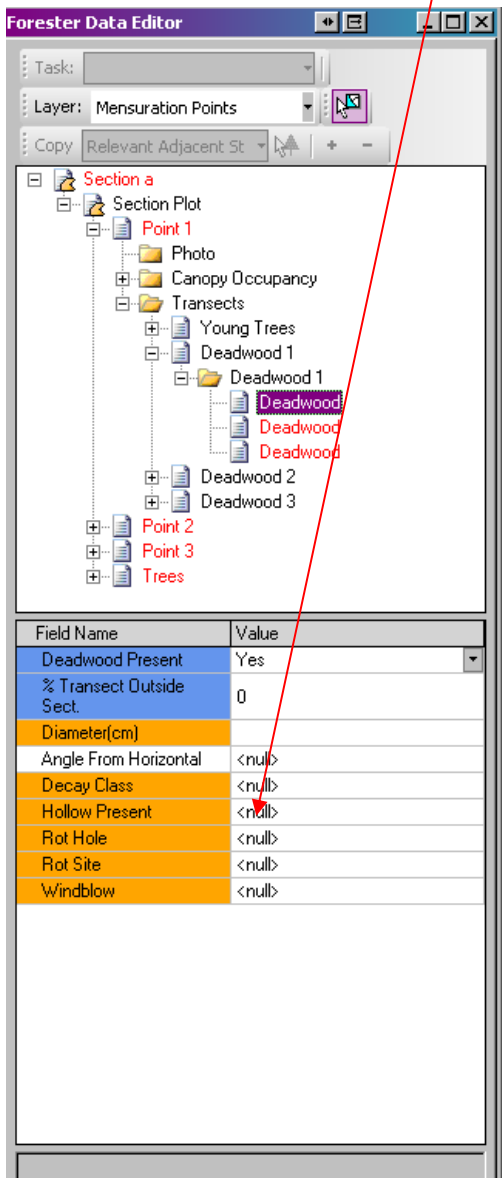 Forester Data Editor
Task:
Layer: Mensuration Points
Copy Relevant Adjacent St + -
Section a
Section Plot
Point 1
Photo
Canopy Occupancy
Transects
Young Trees
Deadwood 1
Deadwood 1
Deadwood
Deadwood
Deadwood
Deadwood 2
Deadwood 3
Point 2
Point 3
Trees
Field Name Value
Deadwood Present Yes
% Transect Outside
Sect. 0
Diameter(cm)
Angle From Horizontal <null>
Decay Class <null>
Hollow Present <null>
Rot Hole <null>
Rot Site <null>
Windblow <null>